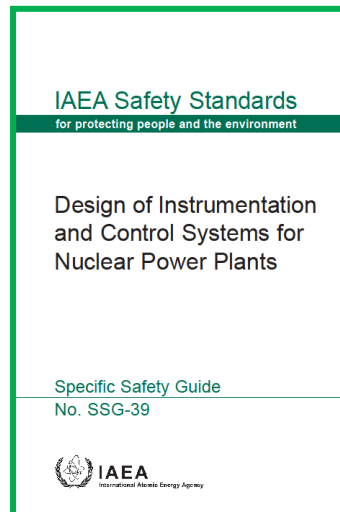 IAEA Safety Standards
for protecting people and the environment
Design of Instrumentation
and Control Systems for
Nuclear Power Plants
Specific Safety Guide
No. SSG-39
IAEA
International Atomic Energy Agency